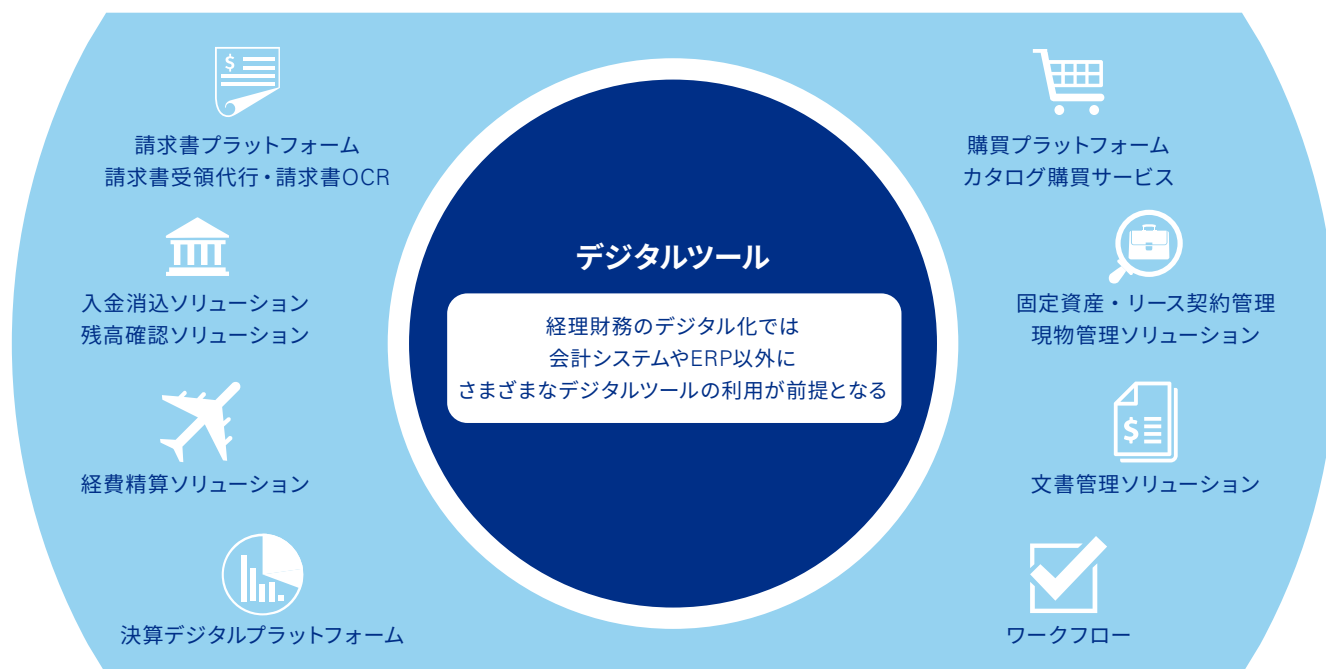 請求書プラットフォーム
請求書受領代行・請求書OCR
入金消込ソリューション
残高確認ソリューション
経費精算ソリューション
決算デジタルプラットフォーム
デジタルツール
経理財務のデジタル化では
会計システムやERP以外に
さまざまなデジタルツールの利用が前提となる
購買プラットフォーム
カタログ購買サービス
固定資産・リース契約管理
現物管理ソリューション
文書管理ソリューション
ワークフロー